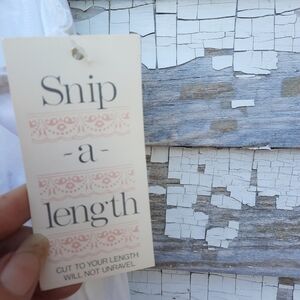 Snip
-a-
length
CUT TO YOUR LENGTH
WILL NOT UNRAVEL